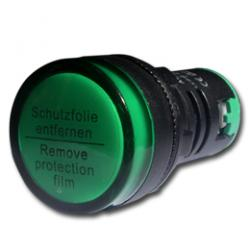 Schutzfolie
entfernen
Remove
protection
film